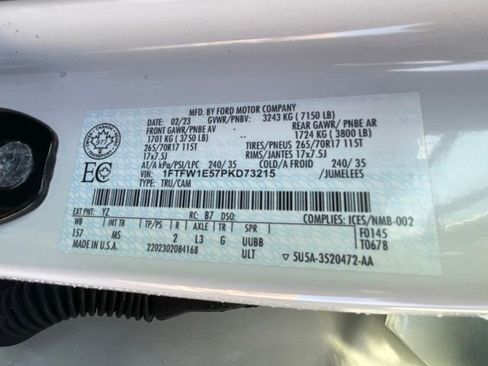 MFD. BY FORD MOTOR COMPANY
DATE: 02/23 GVWR/PNBV: 3243 KG ( 7150 LB)
FRONT GAWR/PNBE AV REAR GAWR/ PNBE AR
1701 KG ( 3750 LB) 1724 KG ( 3800 LB)
265/70R17 115T TIRES/PNEUS 265/70R17 115T
17x7.5J RIMS/JANTES 17x7.5J
AT A kPa/PSI/LPC 240/ 35 COLD/A FROID 240/ 35
VIN: 1FTFW1E57PKD73215 /JUMELEES
TYPE: TRU/CAM
EC
EXT PNT: YZ RC: B7 DSO: COMPLIES: ICES/NMB-002
WB INT TR TP/PS R AXLE TR SPR F0145
157 MS 2 L3 G UUBB T067B
MADE IN U.S.A. 2202302084168 ULT 5U5A-3520472-AA